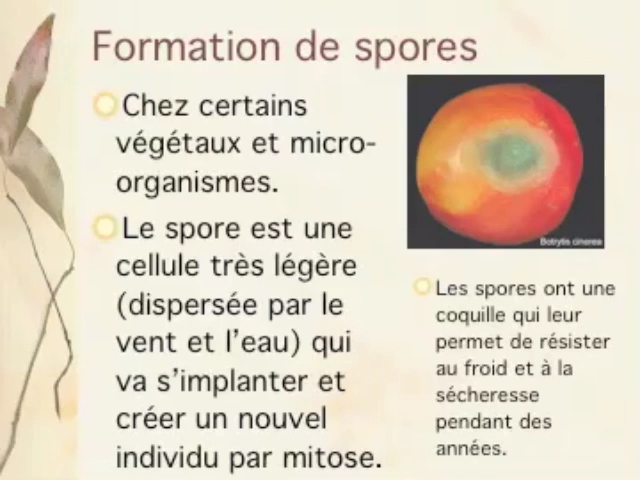 Formation de spores
Chez certains
végétaux et micro-
organismes.
Le spore est une
cellule très légère
(dispersée par le
vent et l'eau) qui
va s'implanter et
créer un nouvel
individu par mitose.
Botrytis cinerea
Les spores ont une
coquille qui leur
permet de résister
au froid et à la
sécheresse
pendant des
années.